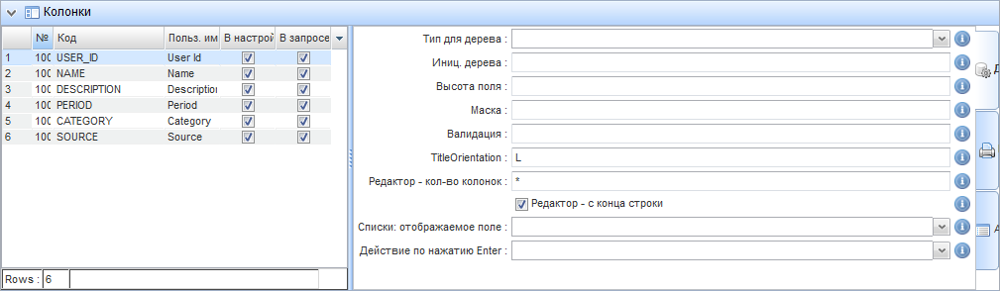 Колонки
№ Код Польз. им В настрой В запросе
1 100 USER_ID User Id
2 100 NAME Name
3 100 DESCRIPTION Description
4 100 PERIOD Period
5 100 CATEGORY Category
6 100 SOURCE Source
Rows : 6
Тип для дерева :
Иниц. дерева :
Высота поля :
Маска :
Валидация :
TitleOrientation : L
Редактор - кол-во колонок : *
Редактор - с конца строки
Списки: отображаемое поле :
Действие по нажатию Enter :